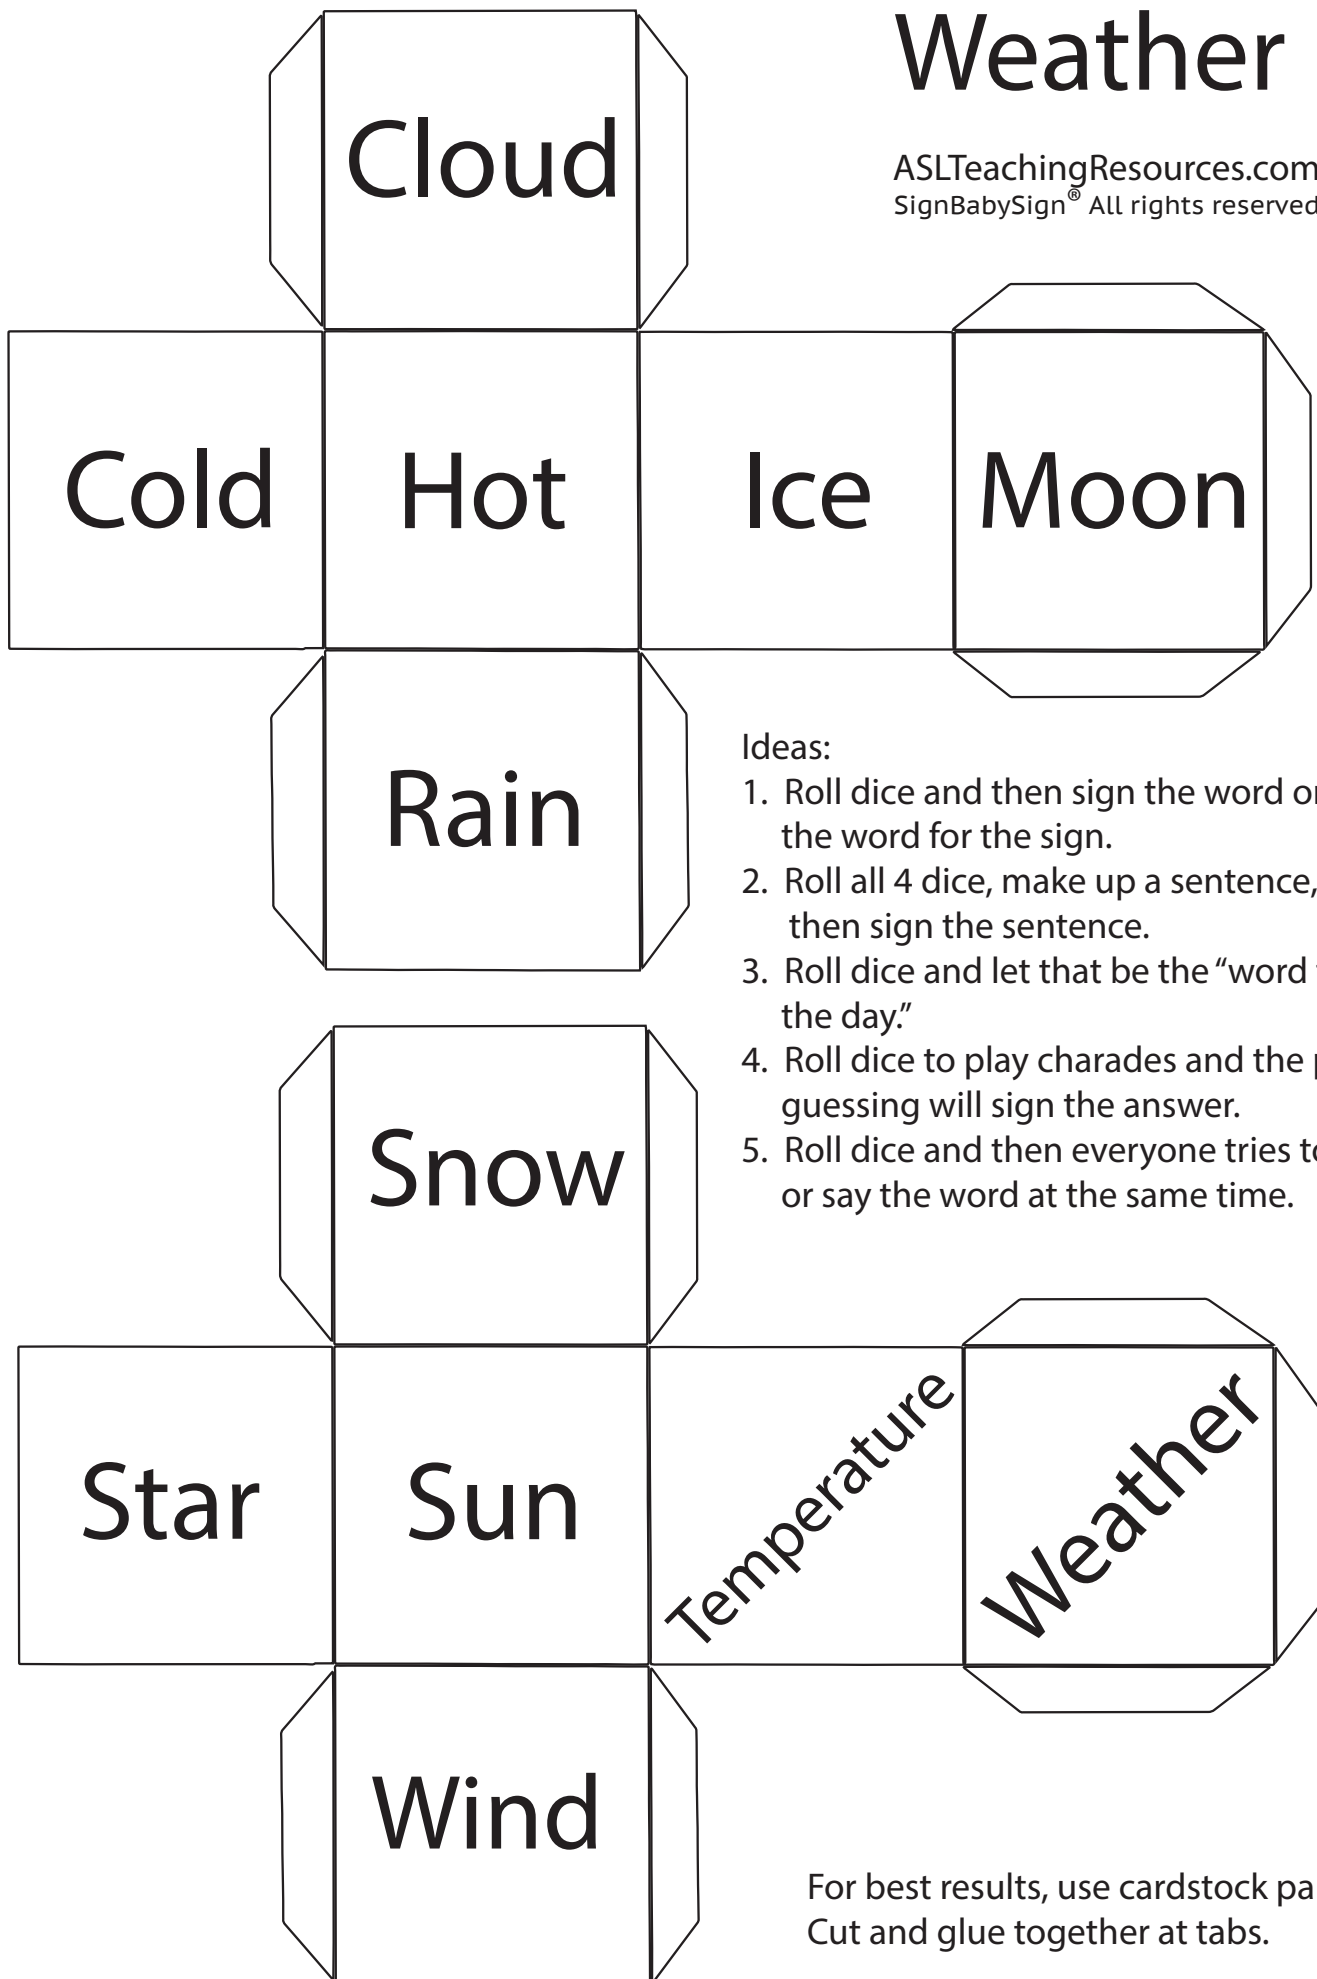 Weather
ASLTeachingResources.com
SignBabySign® All rights reserved
Cloud
Cold Hot Ice Moon
Rain
Ideas:
1. Roll dice and then sign the word or
the word for the sign.
2. Roll all 4 dice, make up a sentence,
then sign the sentence.
3. Roll dice and let that be the “word
the day.”
4. Roll dice to play charades and the
guessing will sign the answer.
5. Roll dice and then everyone tries to
or say the word at the same time.
Snow
Star Sun Temperature Weather
Wind
For best results, use cardstock
Cut and glue together at tabs.